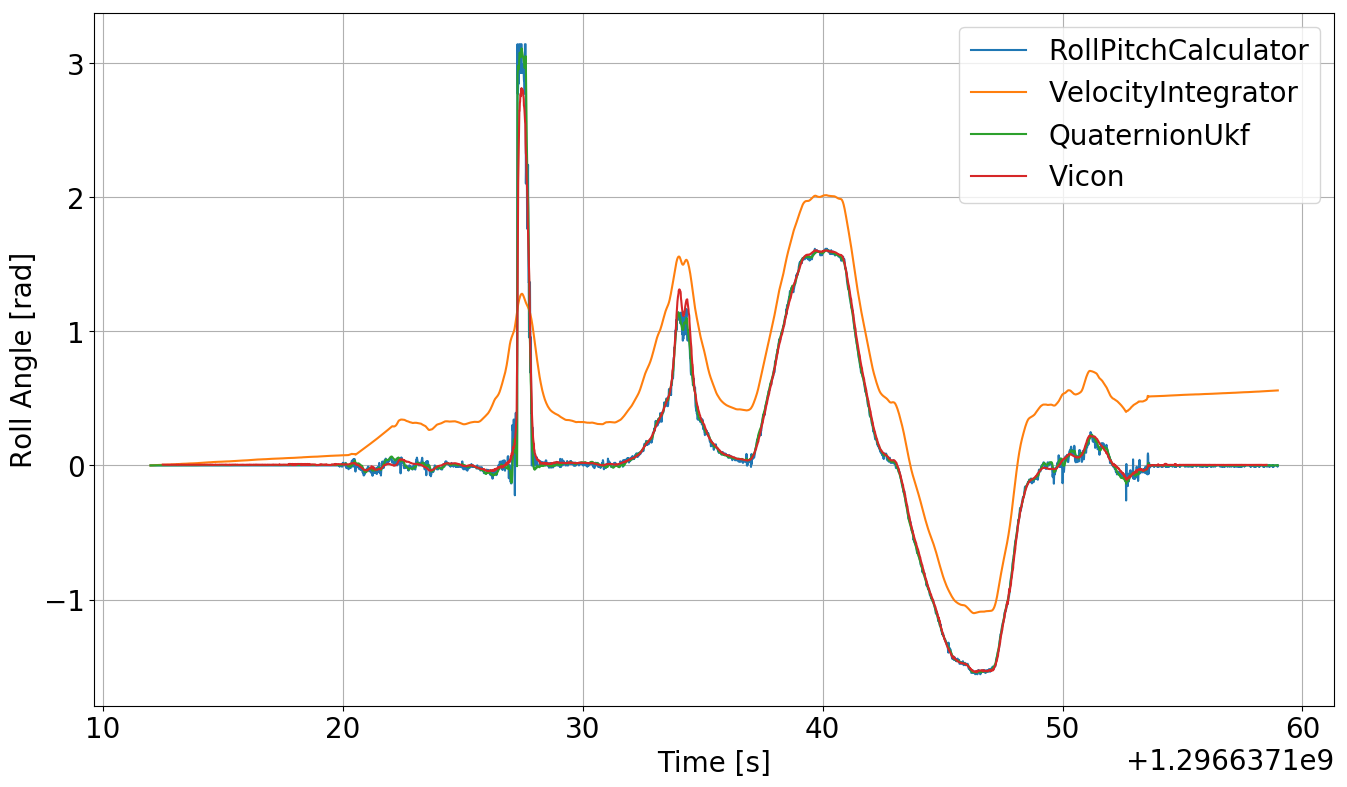 RollPitchCalculator
VelocityIntegrator
QuaternionUkf
Vicon
Roll Angle [rad]
3
2
1
0
−1
10 20 30 40 50 60
Time [s]
+1.2966371e9